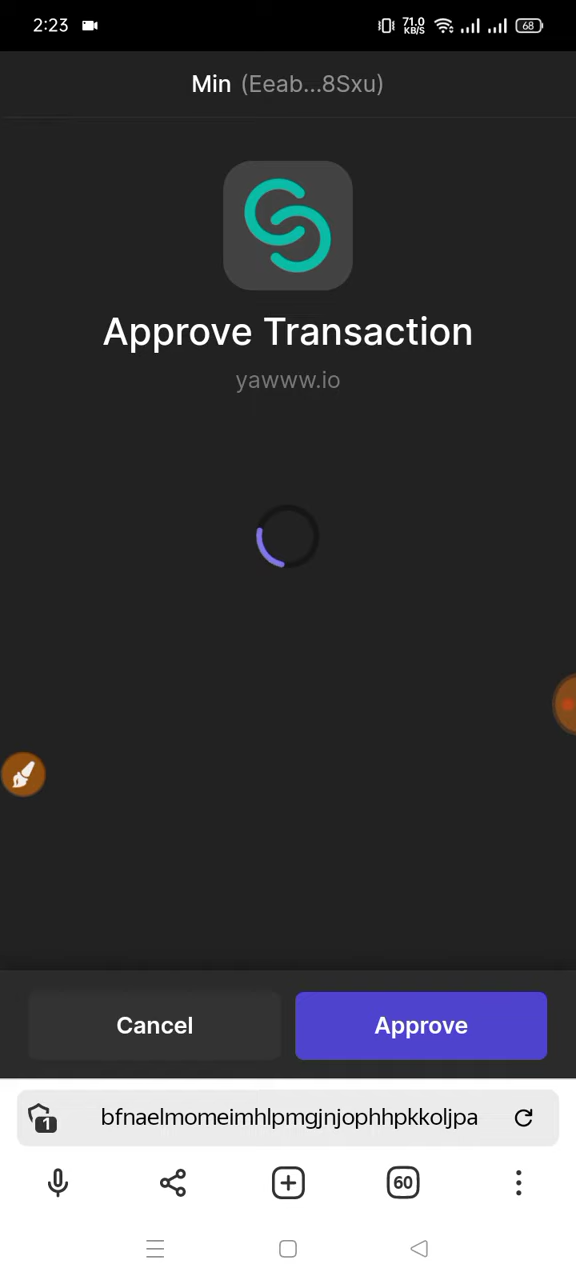 2:23
71.0
KB/S
68
Min (Eeab...8Sxu)
Approve Transaction
yawww.io
Cancel
Approve
1
bfnaelmomeimhlpmgjnjophhpkkoljpa
60